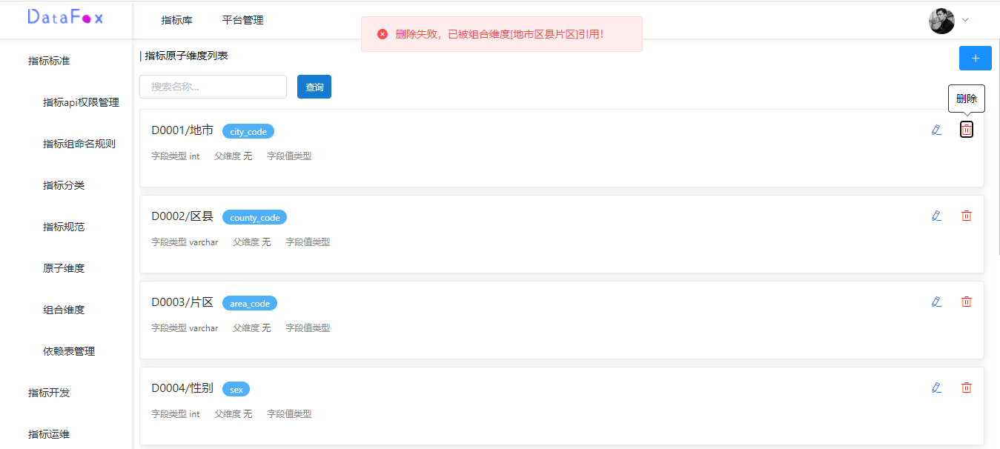 DataFox
指标库
平台管理
删除失败，已被组合维度[地市区县片区]引用！
指标标准
指标api权限管理
指标组命名规则
指标分类
指标规范
原子维度
组合维度
依赖表管理
指标开发
指标运维
| 指标原子维度列表
+
搜索名称...
查询
删除
D0001/地市 city_code
字段类型 int 父维度 无 字段值类型
D0002/区县 county_code
字段类型 varchar 父维度 无 字段值类型
D0003/片区 area_code
字段类型 varchar 父维度 无 字段值类型
D0004/性别 sex
字段类型 int 父维度 无 字段值类型